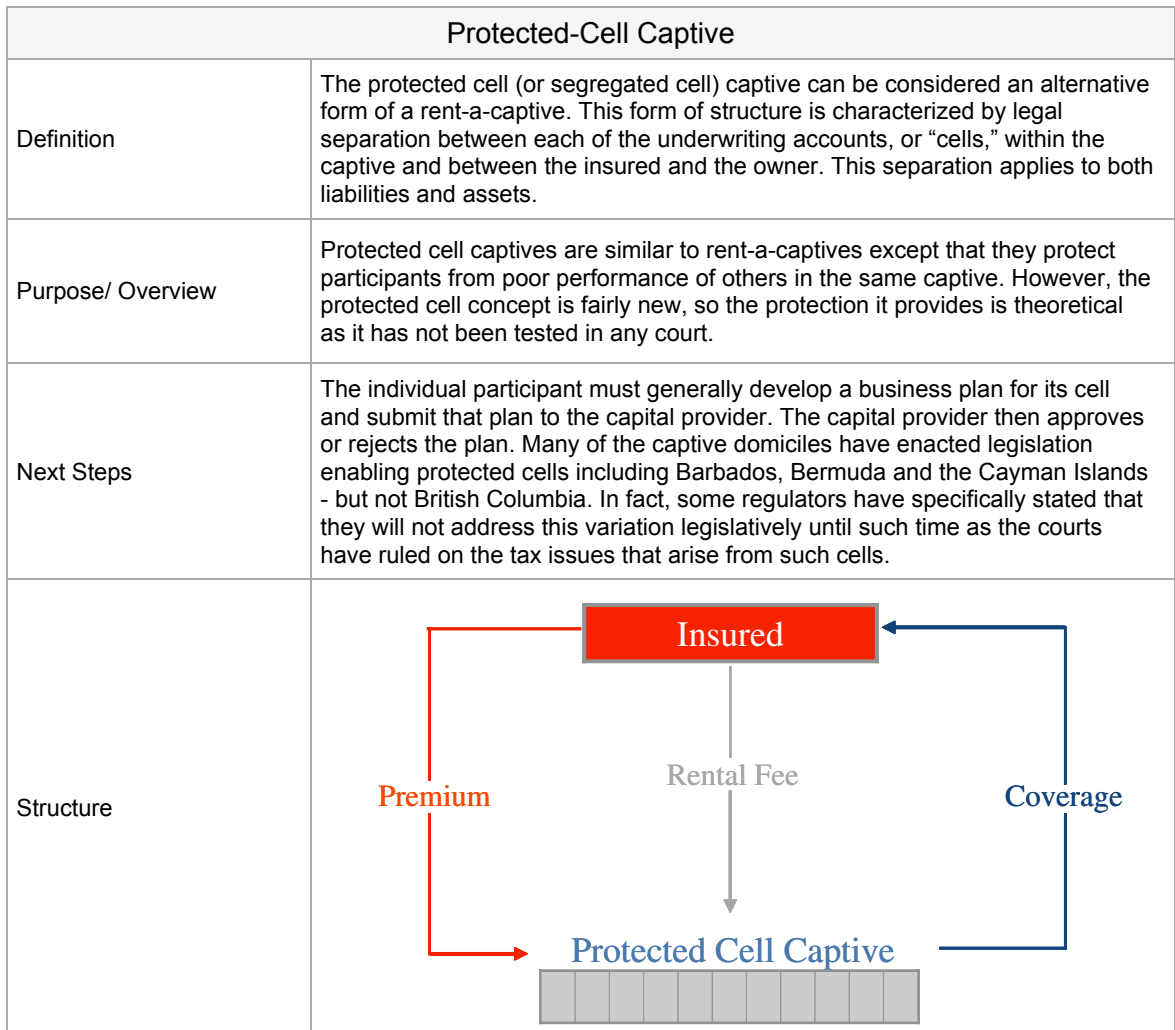 Protected-Cell Captive
Definition
The protected cell (or segregated cell) captive can be considered an alternative
form of a rent-a-captive. This form of structure is characterized by legal
separation between each of the underwriting accounts, or “cells,” within the
captive and between the insured and the owner. This separation applies to both
liabilities and assets.
Purpose/ Overview
Protected cell captives are similar to rent-a-captives except that they protect
participants from poor performance of others in the same captive. However, the
protected cell concept is fairly new, so the protection it provides is theoretical
as it has not been tested in any court.
Next Steps
The individual participant must generally develop a business plan for its cell
and submit that plan to the capital provider. The capital provider then approves
or rejects the plan. Many of the captive domiciles have enacted legislation
enabling protected cells including Barbados, Bermuda and the Cayman Islands
- but not British Columbia. In fact, some regulators have specifically stated that
they will not address this variation legislatively until such time as the courts
have ruled on the tax issues that arise from such cells.
Structure
Insured
Premium
Rental Fee
Coverage
Protected Cell Captive